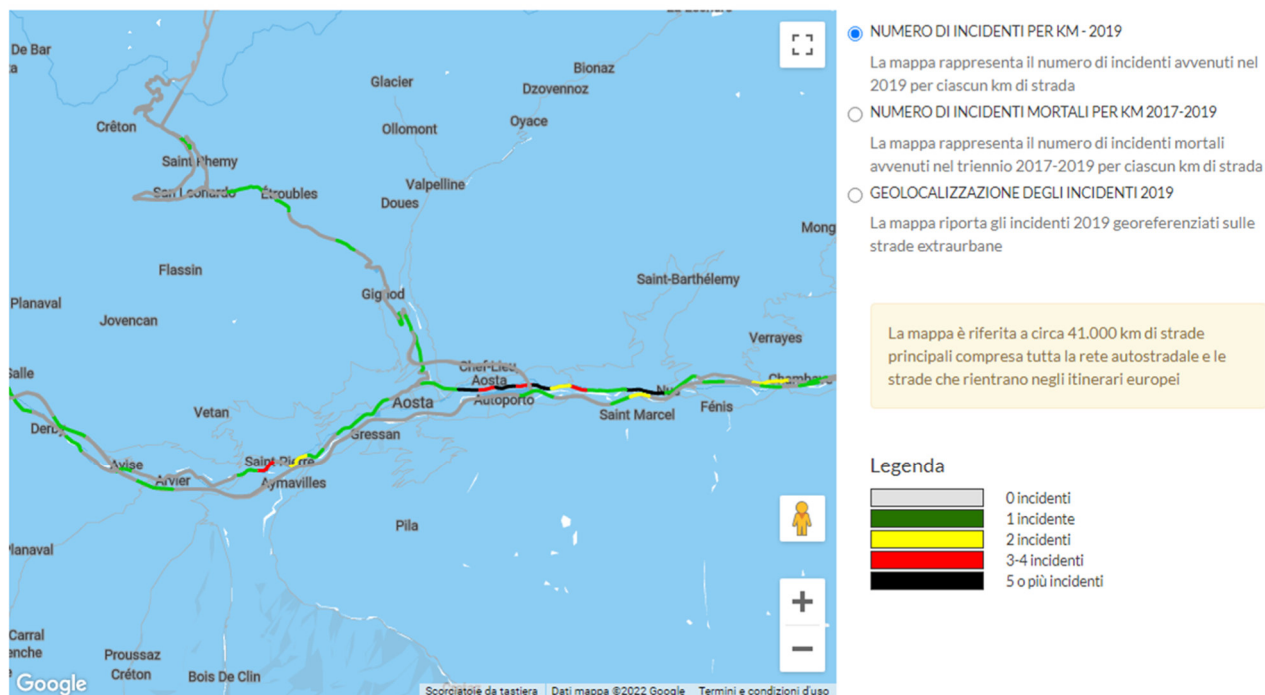 De Bar
a
Glacier
Bionaz
Dzovennoz
Crêton
Ollomont
Oyace
Saint Rhemy
San Leonardo
Étroubles
Valpelline
Doues
Mong
Flassin
Saint-Barthélemy
Gignod
Planaval
Jovencan
Verrayes
Salle
Chef-Lieu
Aosta
Chambave
Nus
Vetan
Aosta
Autoporto
Saint Marcel
Fénis
Derby
Gressan
Avise
Saint-Pierre
Arvier
Aymavilles
Pila
Planaval
Carral
enche
Proussaz
Créton
Bois De Clin
Google
Scorciatoie da tastiera
Dati mappa ©2022 Google
Termini e condizioni d'uso
NUMERO DI INCIDENTI PER KM - 2019
La mappa rappresenta il numero di incidenti avvenuti nel
2019 per ciascun km di strada
NUMERO DI INCIDENTI MORTALI PER KM 2017-2019
La mappa rappresenta il numero di incidenti mortali
avvenuti nel triennio 2017-2019 per ciascun km di strada
GEOLOCALIZZAZIONE DEGLI INCIDENTI 2019
La mappa riporta gli incidenti 2019 georeferenziati sulle
strade extraurbane
La mappa è riferita a circa 41.000 km di strade
principali compresa tutta la rete autostradale e le
strade che rientrano negli itinerari europei
Legenda
0 incidenti
1 incidente
2 incidenti
3-4 incidenti
5 o più incidenti